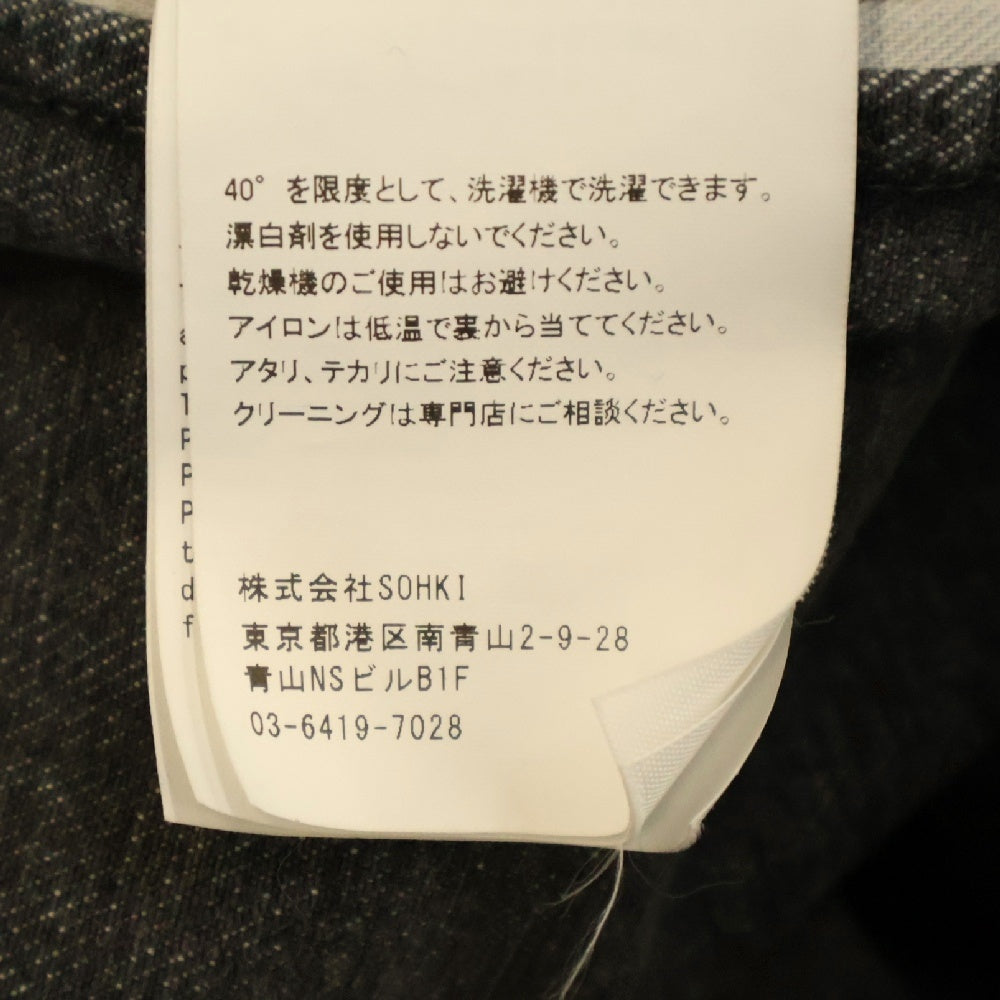 40° を限度として、洗濯機で洗濯できます。
漂白剤を使用しないでください。
乾燥機のご使用はお避けください。
アイロンは低温で裏から当ててください。
アタリ、テカリにご注意ください。
クリーニングは専門店にご相談ください。
株式会社SOHKI
東京都港区南青山2-9-28
青山NSビルB1F
03-6419-7028